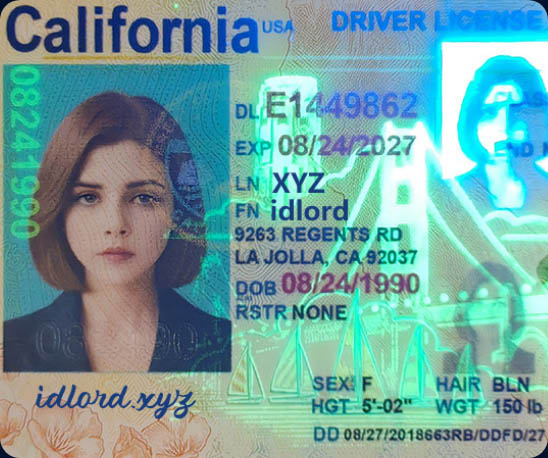 California USA DRIVER LICENSE
08241990
DL E1449862
EXP 08/24/2027
LN XYZ
FN idlord
9263 REGENTS RD
LA JOLLA, CA 92037
DOB 08/24/1990
RSTR NONE
idlord.xyz
SEX F HAIR BLN
HGT 5'-02" WGT 150 lb
DD 08/27/2018663RB/DDFD/27